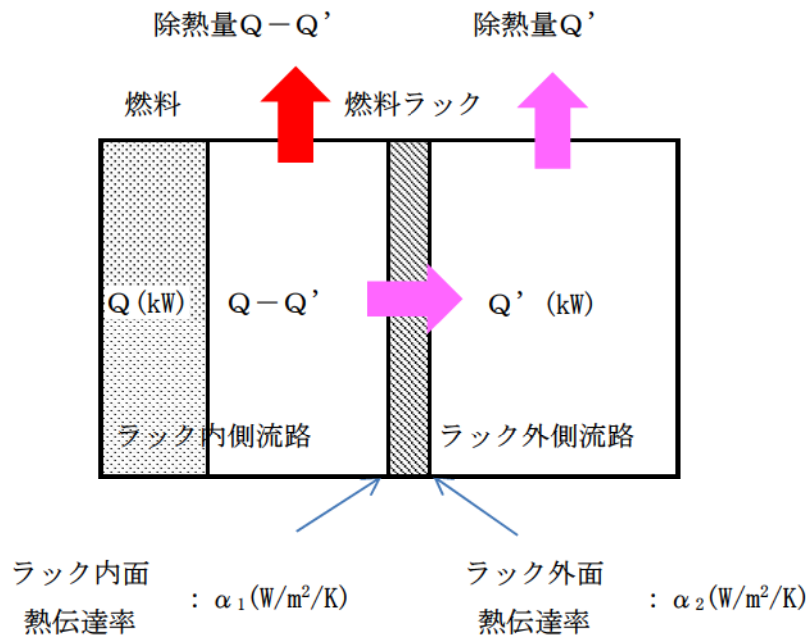 除熱量Q-Q’
除熱量Q’
燃料
燃料ラック
Q(kW)
Q-Q’
Q’ (kW)
ラック内側流路
ラック外側流路
ラック内面
熱伝達率
: α₁(W/m²/K)
ラック外面
熱伝達率
: α₂(W/m²/K)